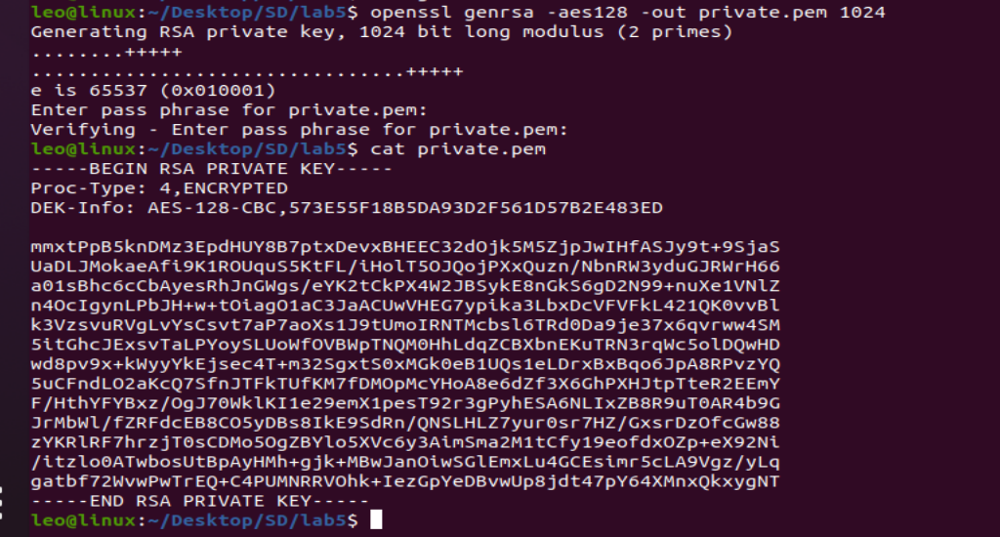 leo@linux:~/Desktop/SD/lab5$ openssl genrsa -aes128 -out private.pem 1024
Generating RSA private key, 1024 bit long modulus (2 primes)
........+++++
................................+++++
e is 65537 (0x010001)
Enter pass phrase for private.pem:
Verifying - Enter pass phrase for private.pem:
leo@linux:~/Desktop/SD/lab5$ cat private.pem
-----BEGIN RSA PRIVATE KEY-----
Proc-Type: 4,ENCRYPTED
DEK-Info: AES-128-CBC,573E55F18B5DA93D2F561D57B2E483ED

mmxtPpB5knDMz3EpdHUY8B7ptxDevxBHEEC32dOjk5M5ZjpJwIHfASJy9t+9SjaS
UaDLJMokaeAfi9K1ROUquS5KtFL/iHolT5OJQojPXxQuzn/NbnRW3yduGJRWrH66
a01sBhc6cCbAyesRhJnGWgs/eYK2tCkPX4W2JBSykE8nGkS6gD2N99+nuXe1VNlZ
n4OcIgynLPbJH+w+tOiagO1aC3JaACUwVHEG7ypika3LbxDcVFVFkL421QK0vvBl
k3VzsvuRVgLvYsCsvt7aP7aoXs1J9tUmoIRNTMcbsl6TRd0Da9je37x6qvrww4SM
5itGhcJExsvTaLPYoySLUoWfOVBWpTNQM0HhLdqZCBXbnEKuTRN3rqWc5olDQwHD
wd8pv9x+kWyyYkEjsec4T+m32SgxtS0xMGk0eB1UQs1eLDrxBxBqo6JpA8RPvzYQ
5uCFndLO2aKcQ7SfnJTFkTUfKM7fDMOpMcYHoA8e6dZf3X6GhPXHJtpTteR2EEmY
F/HthYFYBxz/OgJ70WklKI1e29emX1pesT92r3gPyhESA6NLIxZB8R9uT0AR4b9G
JrMbWl/fZRFdcEB8CO5yDBs8IkE9SdRn/QNSLHLZ7yur0sr7HZ/GxsrDzOfcGw88
zYKRlRF7hrzjT0sCDMo5OgZBYlo5XVc6y3AimSma2M1tCfy19eofdxOZp+eX92Ni
/itzlo0ATwbosUtBpAyHMh+gjk+MBwJanOiwSGlEmxLu4GCEsimr5cLA9Vgz/yLq
gatbf72WvwPwTrEQ+C4PUMNRRVOhk+IezGpYeDBvwUp8jdt47pY64XMnxQkxygNT
-----END RSA PRIVATE KEY-----
leo@linux:~/Desktop/SD/lab5$